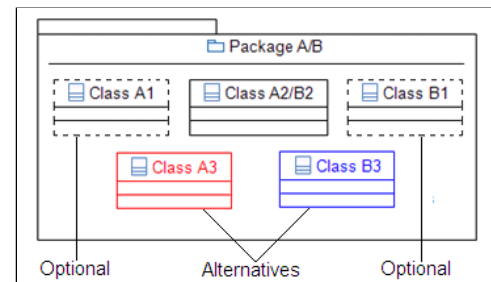 Package A/B
Class A1 Class A2/B2 Class B1
Class A3 Class B3
Optional Alternatives Optional